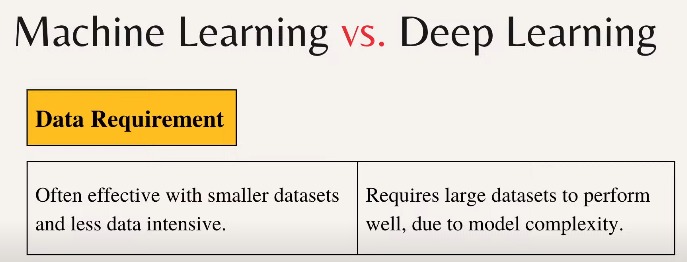 Machine Learning vs. Deep Learning
Data Requirement
Often effective with smaller datasets
and less data intensive.
Requires large datasets to perform
well, due to model complexity.